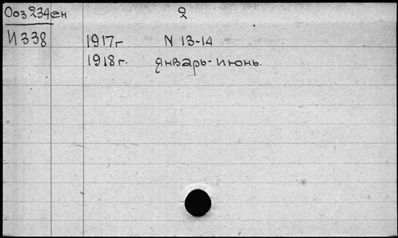 Ооз 234ен 2
И 338 1917г N 13-14
1918г. январь-июнь.